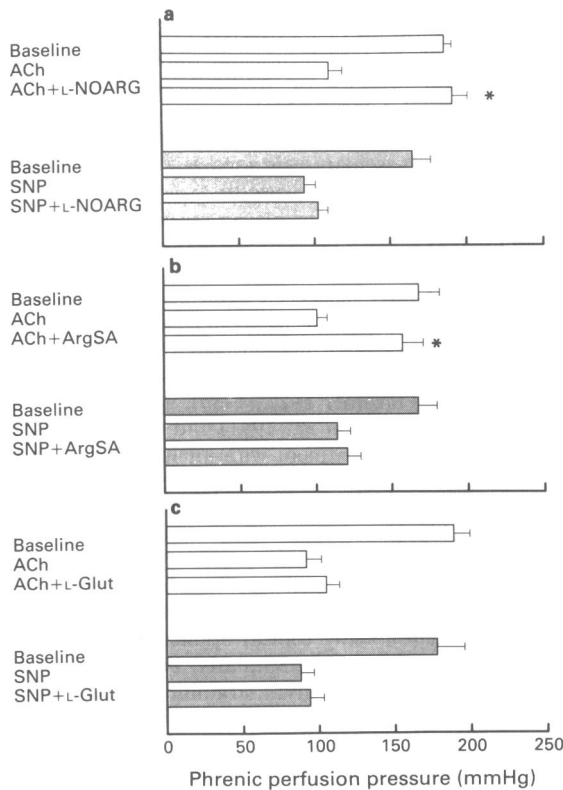 a
Baseline
ACh
ACh+L-NOARG
*
Baseline
SNP
SNP+L-NOARG
b
Baseline
ACh
ACh+ArgSA
*
Baseline
SNP
SNP+ArgSA
c
Baseline
ACh
ACh+L-Glut
Baseline
SNP
SNP+L-Glut
0 50 100 150 200 250
Phrenic perfusion pressure (mmHg)